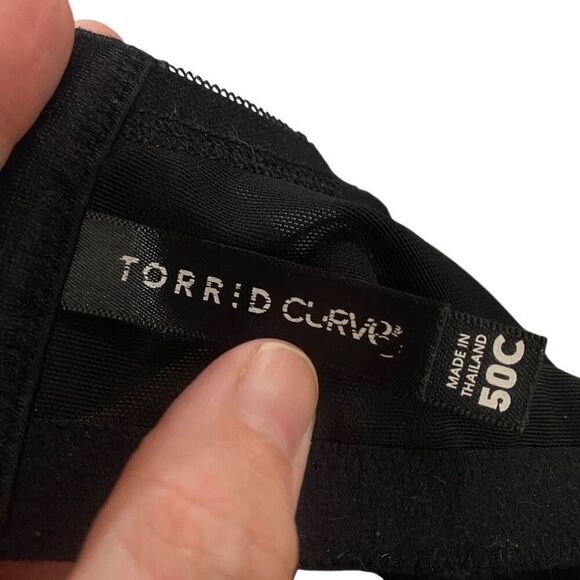 TORRID CURVE
MADE IN
THAILAND
50C